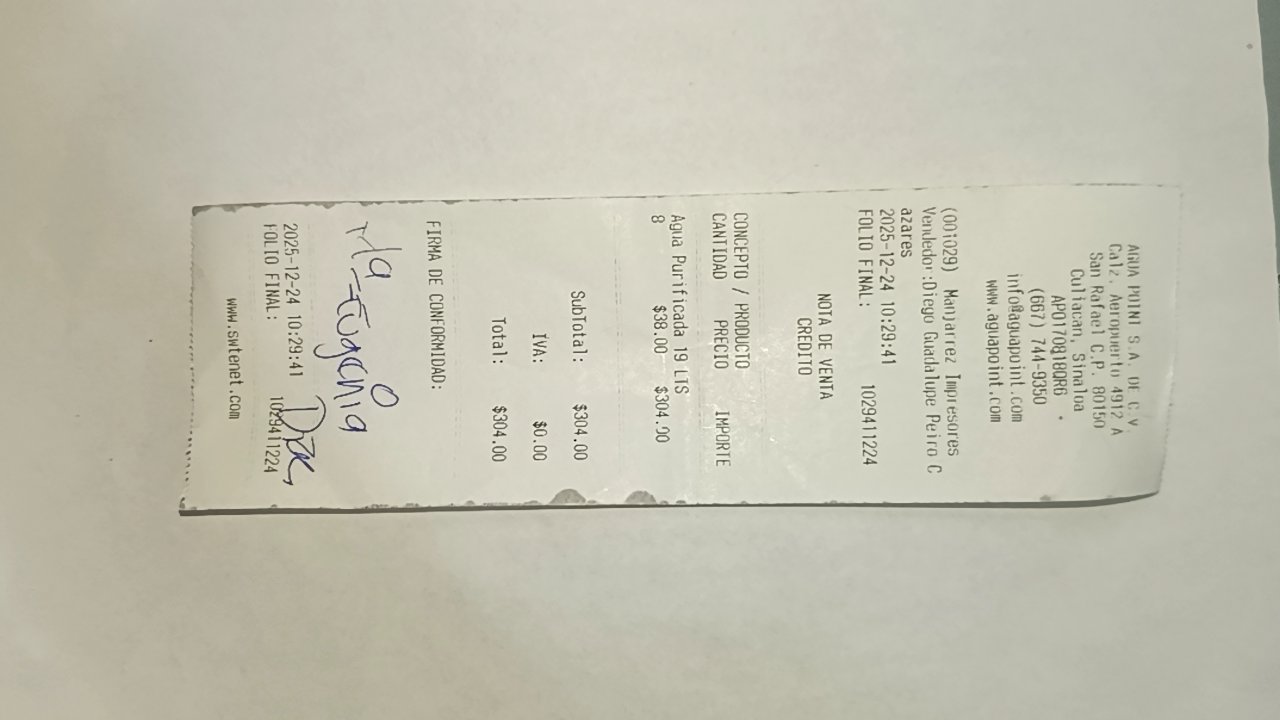 AGUA POINT S.A. DE C.V.
Calz. Aeropuerto 4912 A
San Rafael C.P. 80150
Culiacan, Sinaloa
APO170818QR6
(667) 744-9350
info@aguapoint.com
www.aguapoint.com
(001029) Manjarrez Impresores
Vendedor:Diego Guadalupe Peiro C
azares
2025-12-24 10:29:41
FOLIO FINAL: 1029411224
NOTA DE VENTA
CREDITO
CONCEPTO / PRODUCTO
CANTIDAD PRECIO IMPORTE
Agua Purificada 19 LTS
8 $38.00 $304.00
SubTotal: $304.00
IVA: $0.00
Total: $304.00
FIRMA DE CONFORMIDAD:
Ma Eugenia
Díaz
2025-12-24 10:29:41
FOLIO FINAL: 1029411224
www.swtenet.com